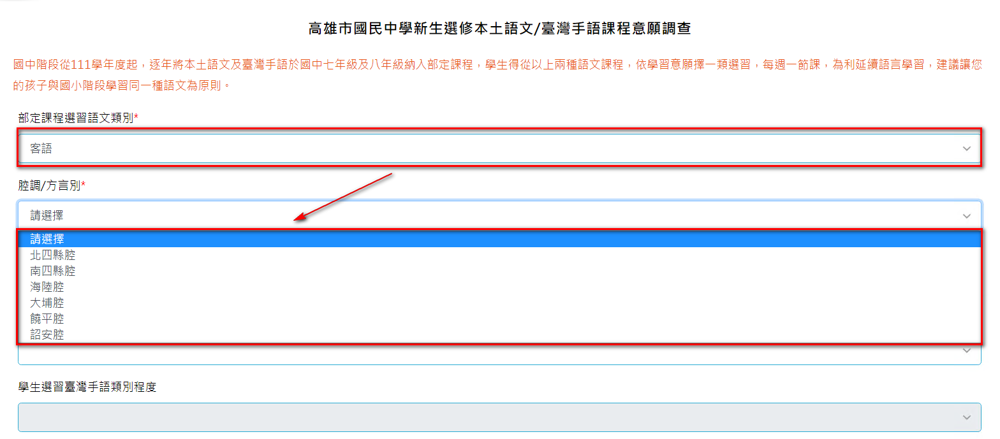 高雄市國民中學新生選修本土語文/臺灣手語課程意願調查
國中階段從111學年度起，逐年將本土語文及臺灣手語於國中七年級及八年級納入部定課程，學生得從以上兩種語文課程，依學習意願擇一類選習，每週一節課，為利延續語言學習，建議讓您
的孩子與國小階段學習同一種語文為原則。
部定課程選習語文類別*
客語
腔調/方言別*
請選擇
請選擇
北四縣腔
南四縣腔
海陸腔
大埔腔
饒平腔
詔安腔
學生選習臺灣手語類別程度